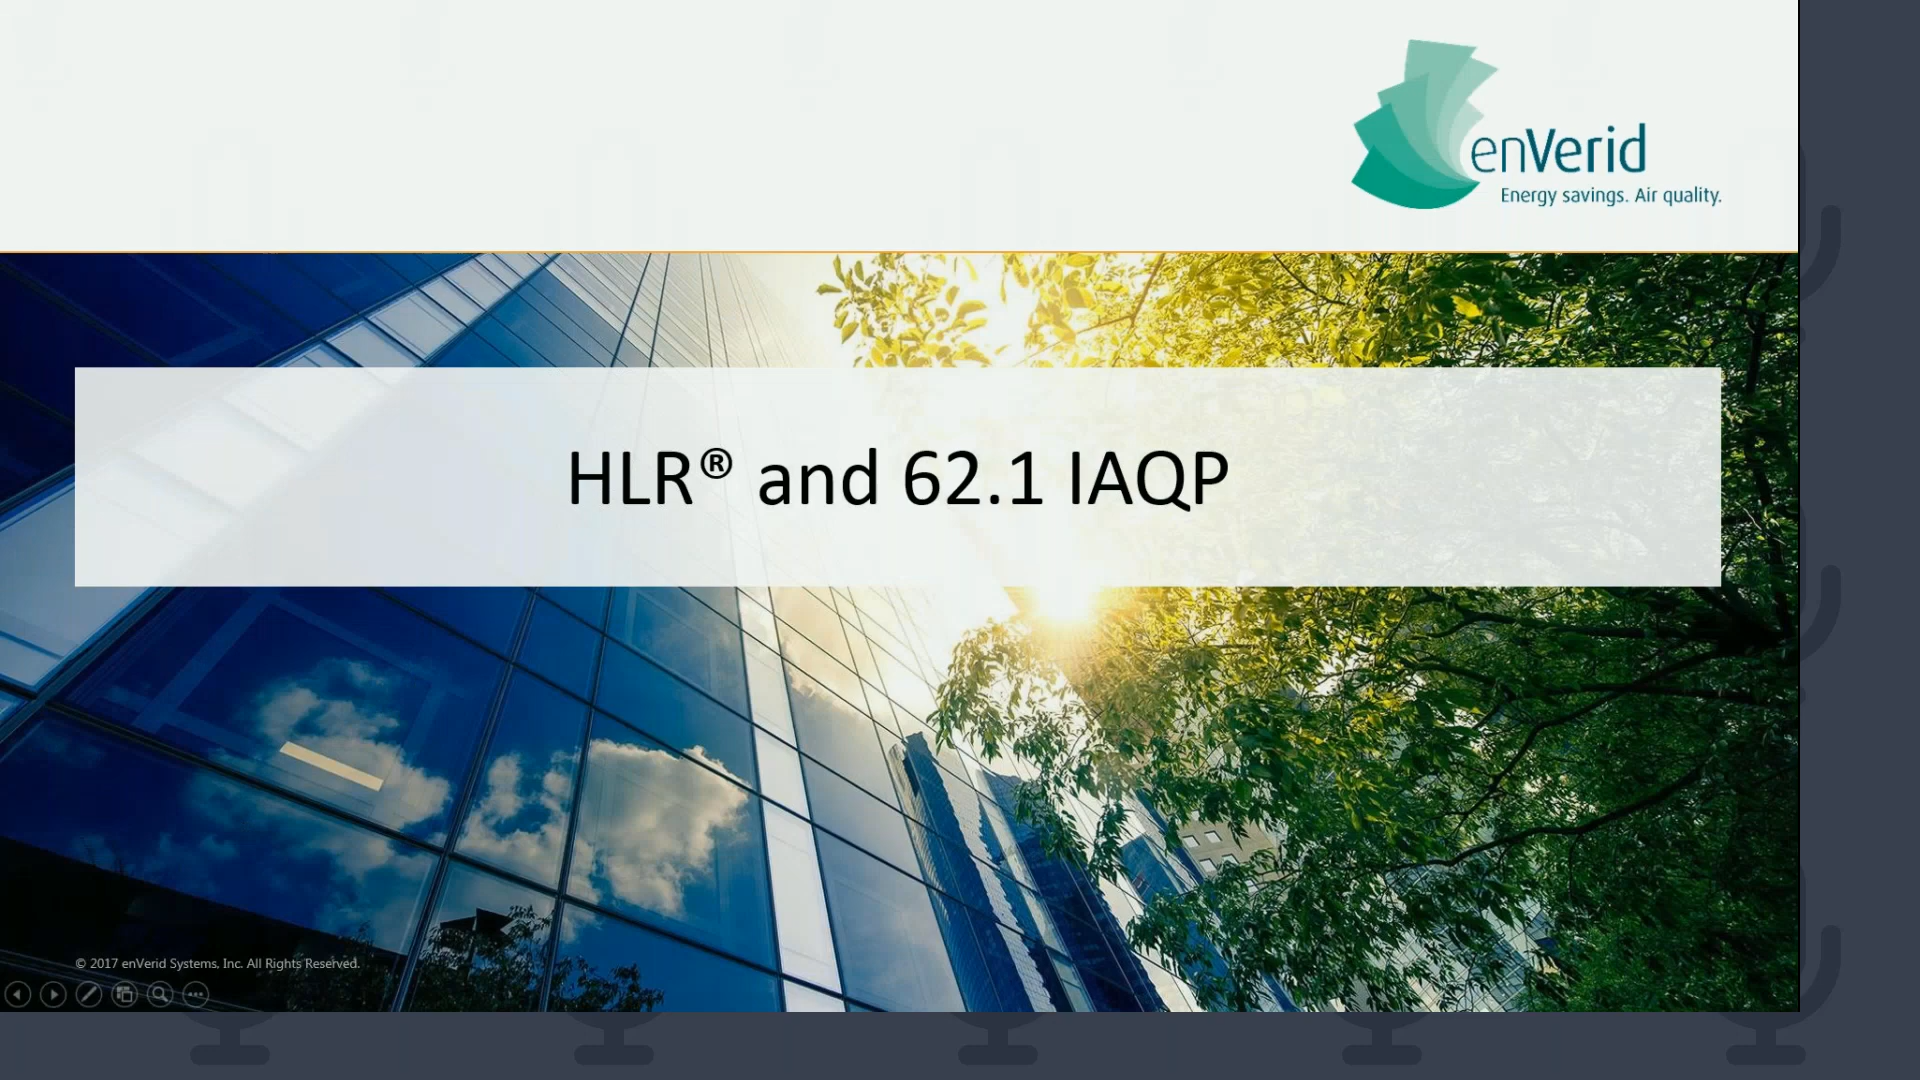 enVerid
Energy savings. Air quality.
HLR® and 62.1 IAQP
© 2017 enVerid Systems, Inc. All Rights Reserved.